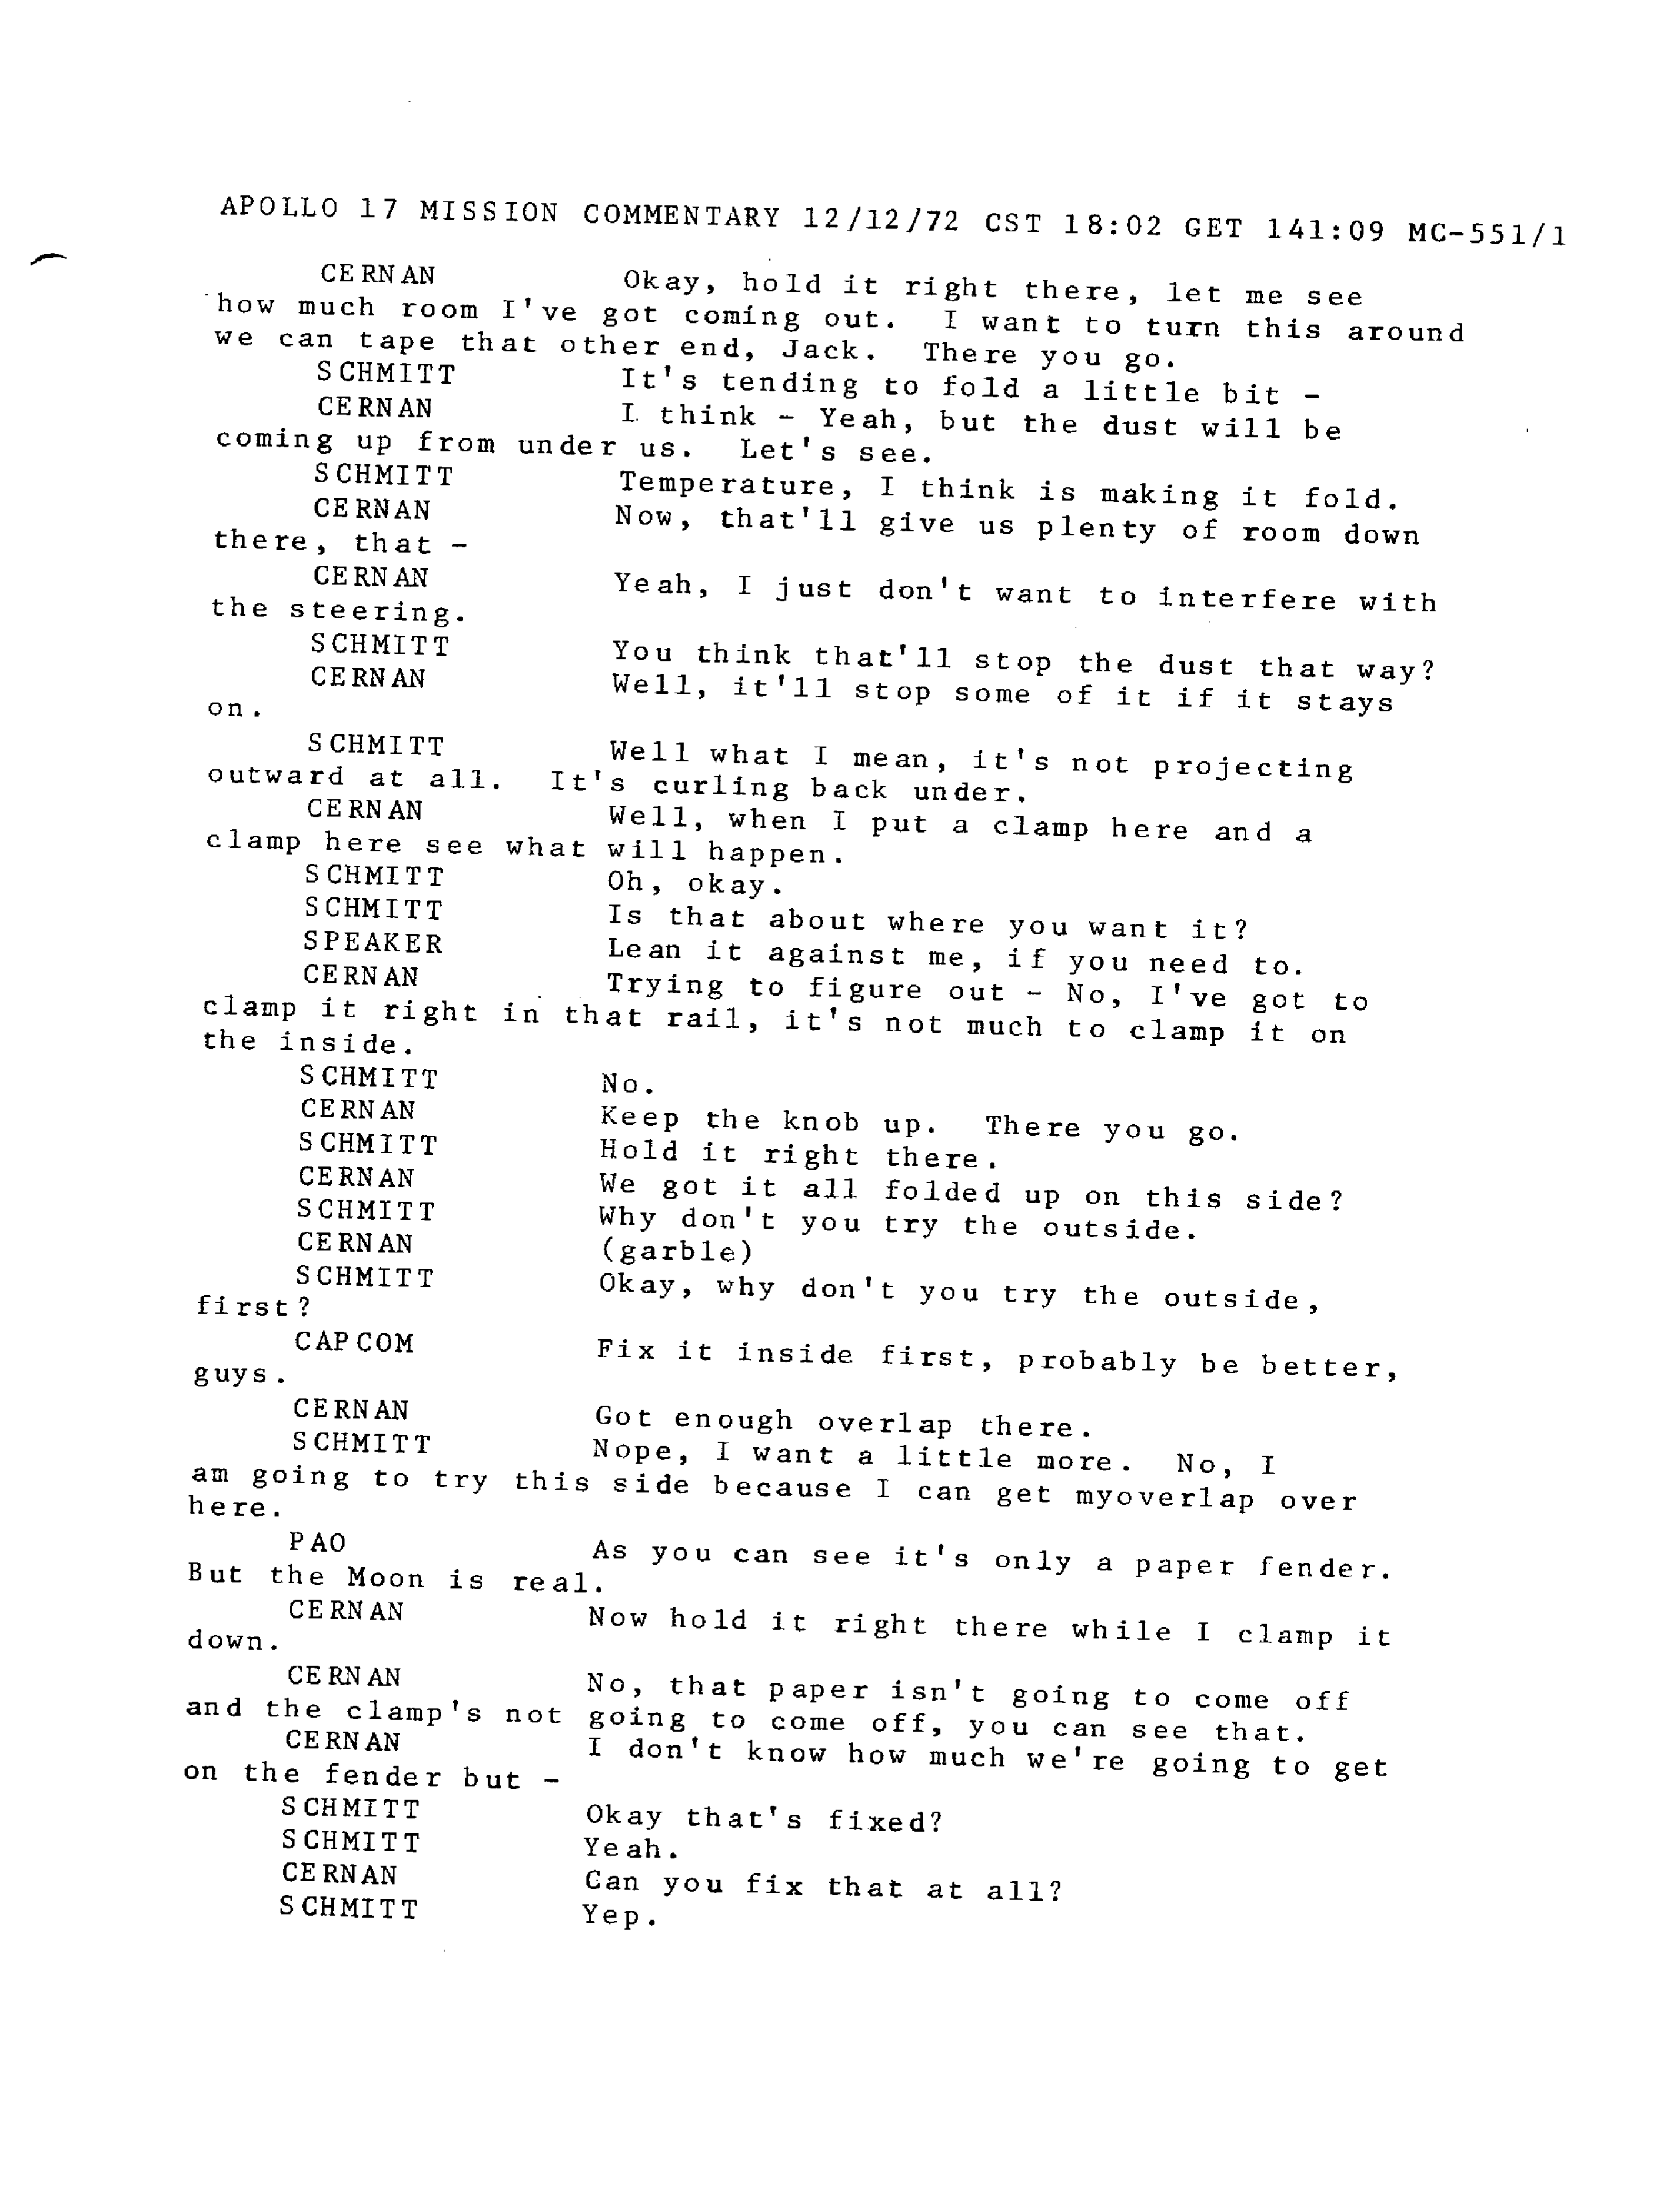 APOLLO 17 MISSION COMMENTARY 12/12/72 CST 18:02 GET 141:09 MC-551/1
CERNAN Okay, hold it right there, let me see
how much room I've got coming out. I want to turn this around
we can tape that other end, Jack. There you go.
SCHMITT It's tending to fold a little bit -
CERNAN I think - Yeah, but the dust will be
coming up from under us. Let's see.
SCHMITT Temperature, I think is making it fold.
CERNAN Now, that'll give us plenty of room down
there, that -
CERNAN Yeah, I just don't want to interfere with
the steering.
SCHMITT You think that'll stop the dust that way?
CERNAN Well, it'll stop some of it if it stays
on.
SCHMITT Well what I mean, it's not projecting
outward at all. It's curling back under.
CERNAN Well, when I put a clamp here and a
clamp here see what will happen.
SCHMITT Oh, okay.
SCHMITT Is that about where you want it?
SPEAKER Lean it against me, if you need to.
CERNAN Trying to figure out - No, I've got to
clamp it right in that rail, it's not much to clamp it on
the inside.
SCHMITT No.
CERNAN Keep the knob up. There you go.
SCHMITT Hold it right there.
CERNAN We got it all folded up on this side?
SCHMITT Why don't you try the outside.
CERNAN (garble)
SCHMITT Okay, why don't you try the outside,
first?
CAPCOM Fix it inside first, probably be better,
guys.
CERNAN Got enough overlap there.
SCHMITT Nope, I want a little more. No, I
am going to try this side because I can get myoverlap over
here.
PAO As you can see it's only a paper fender.
But the Moon is real.
CERNAN Now hold it right there while I clamp it
down.
CERNAN No, that paper isn't going to come off
and the clamp's not going to come off, you can see that.
CERNAN I don't know how much we're going to get
on the fender but -
SCHMITT Okay that's fixed?
SCHMITT Yeah.
CERNAN Can you fix that at all?
SCHMITT Yep.